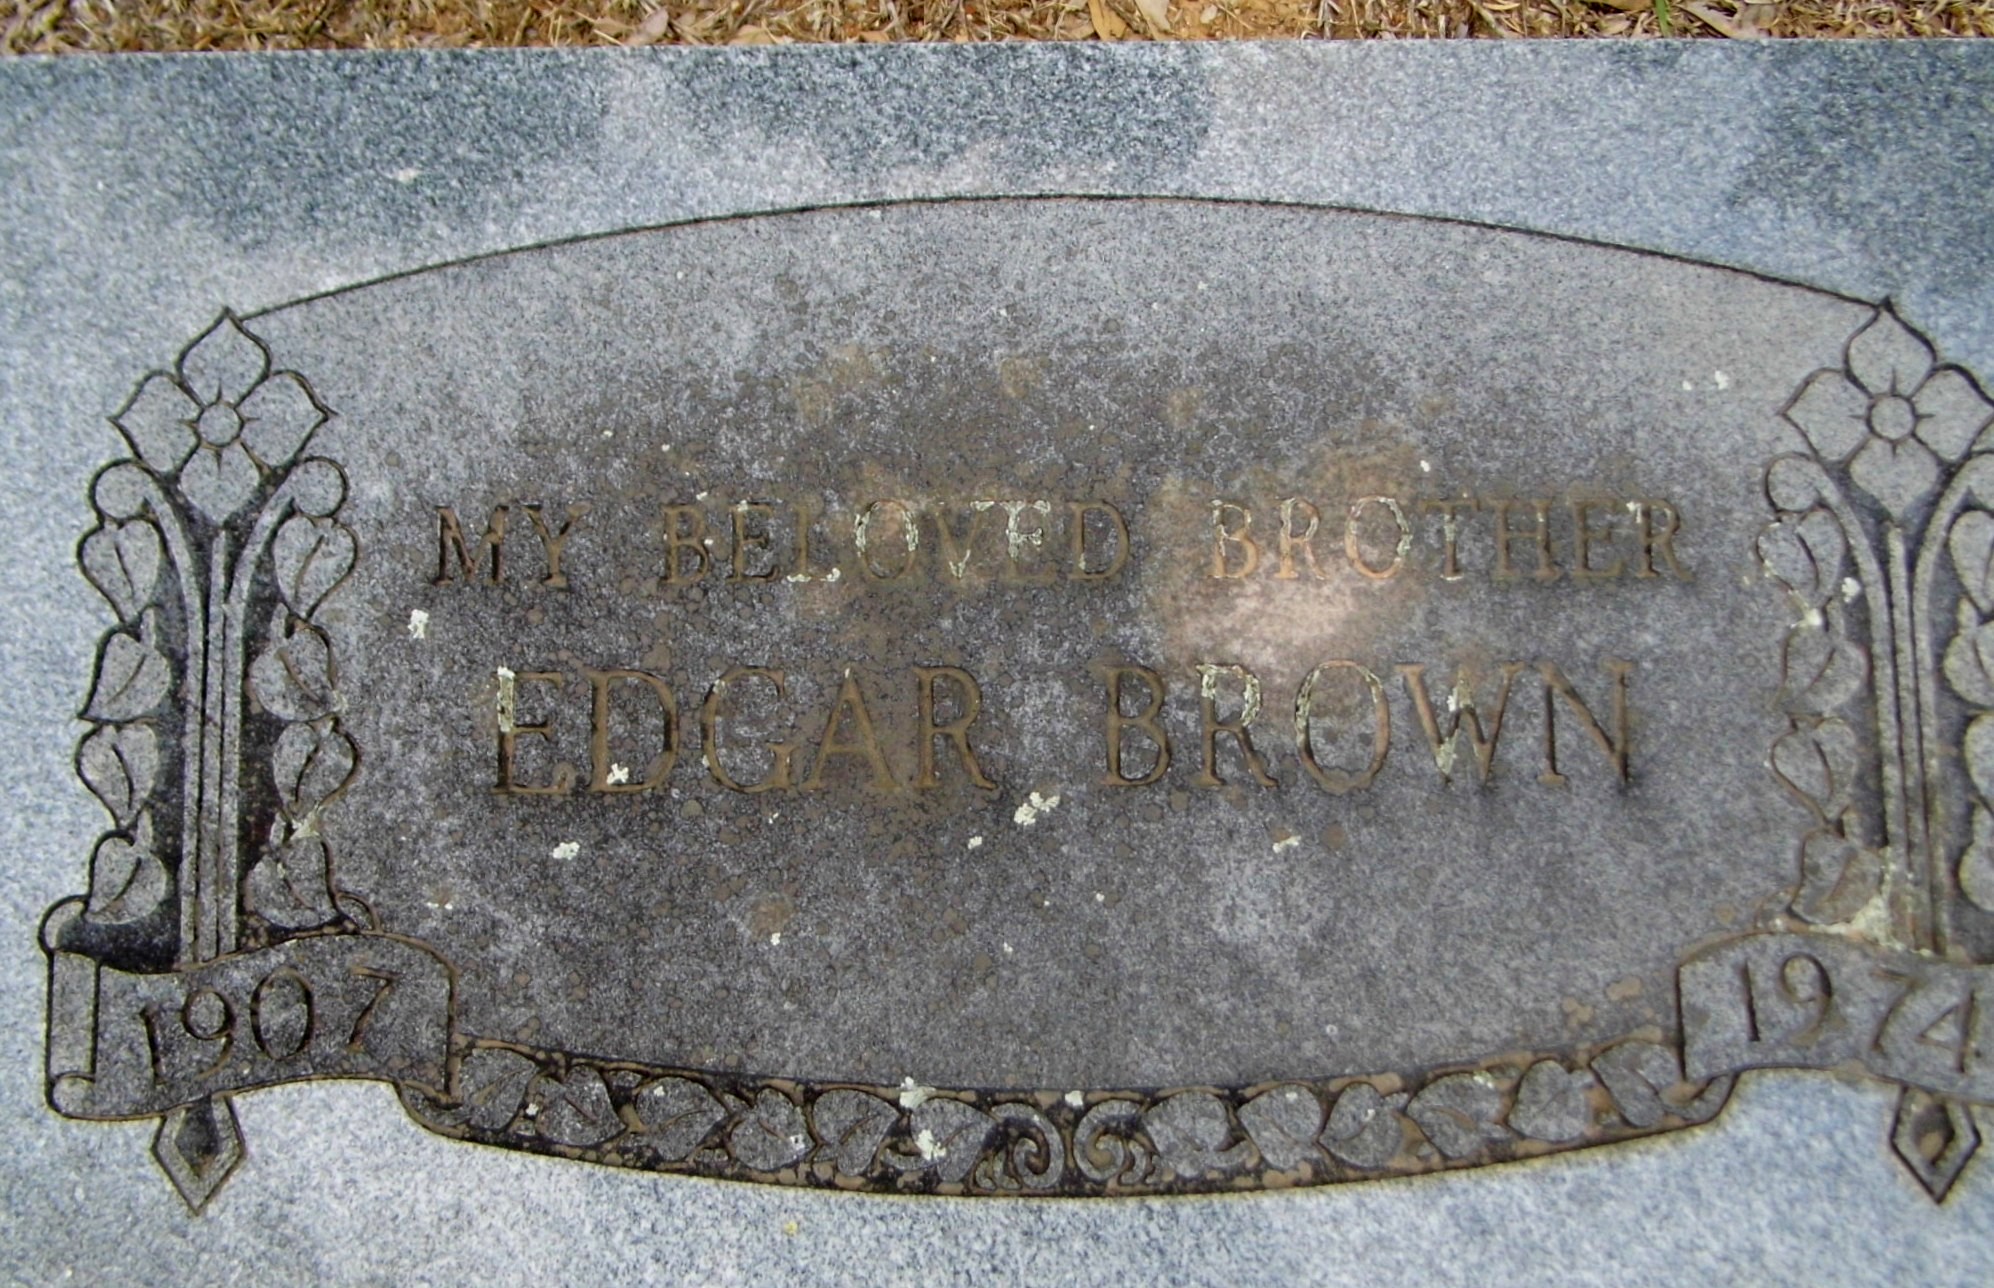 MY BELOVED BROTHER
EDGAR BROWN
1907
1974